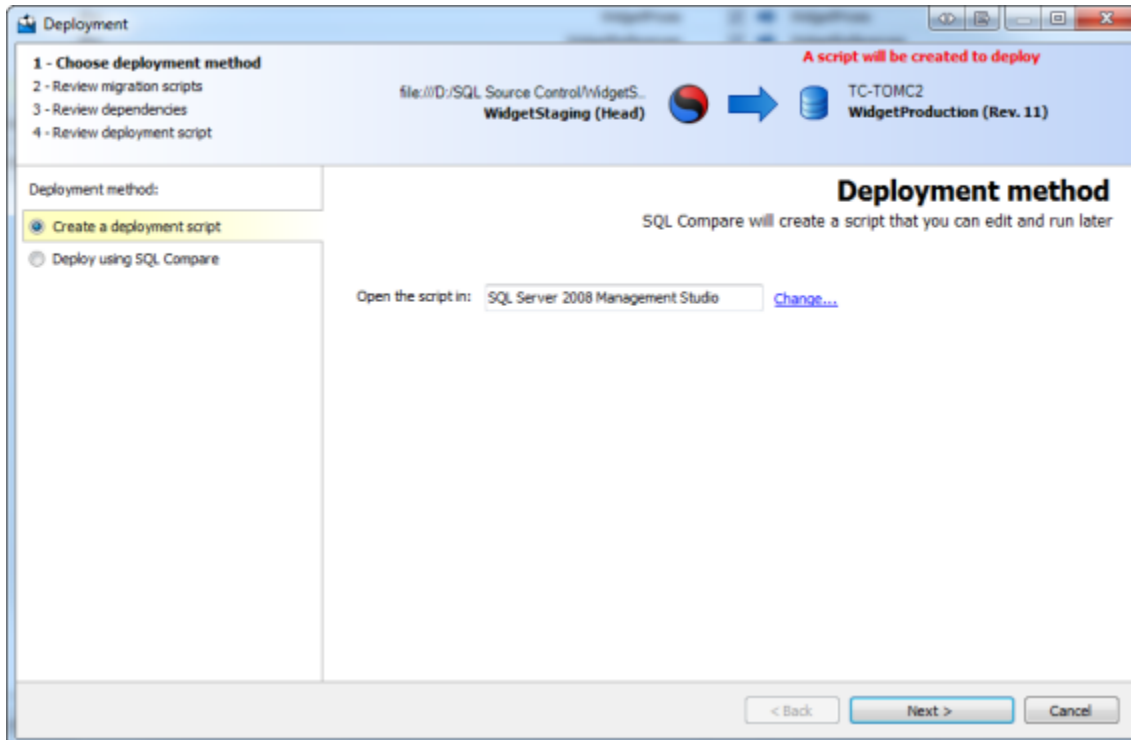 Deployment
1 - Choose deployment method
2 - Review migration scripts
3 - Review dependencies
4 - Review deployment script
A script will be created to deploy
file:///D:/SQL Source Control/WidgetS..
WidgetStaging (Head)
TC-TOMC2
WidgetProduction (Rev. 11)
Deployment method:
Create a deployment script
Deploy using SQL Compare
Deployment method
SQL Compare will create a script that you can edit and run later
Open the script in: SQL Server 2008 Management Studio Change...
< Back Next > Cancel